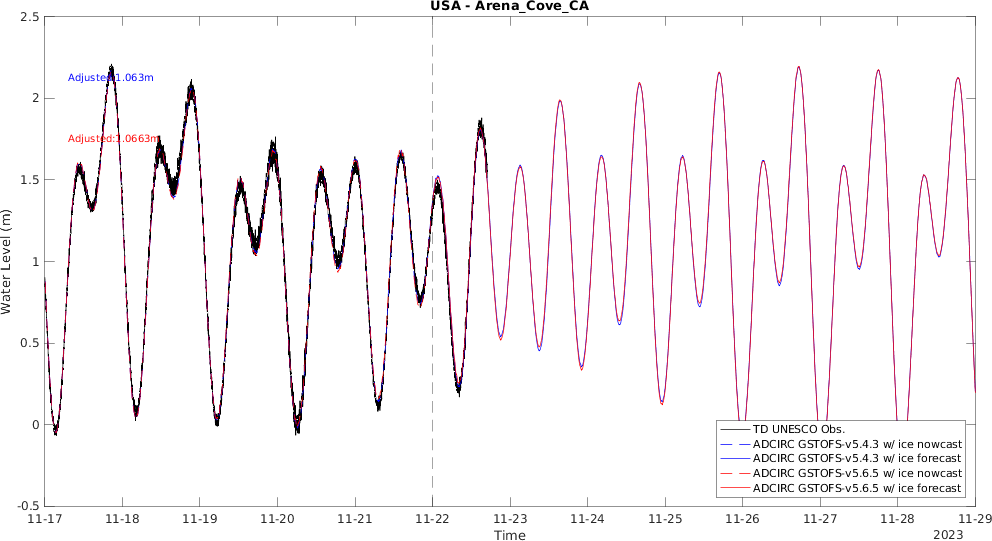 USA - Arena_Cove_CA
2.5
2
1.5
1
0.5
0
-0.5
Water Level (m)
Adjusted:1.063m
Adjusted:1.0663m
TD UNESCO Obs.
ADCIRC GSTOFS-v5.4.3 w/ ice nowcast
ADCIRC GSTOFS-v5.4.3 w/ ice forecast
ADCIRC GSTOFS-v5.6.5 w/ ice nowcast
ADCIRC GSTOFS-v5.6.5 w/ ice forecast
11-17 11-18 11-19 11-20 11-21 11-22 11-23 11-24 11-25 11-26 11-27 11-28 11-29
Time
2023